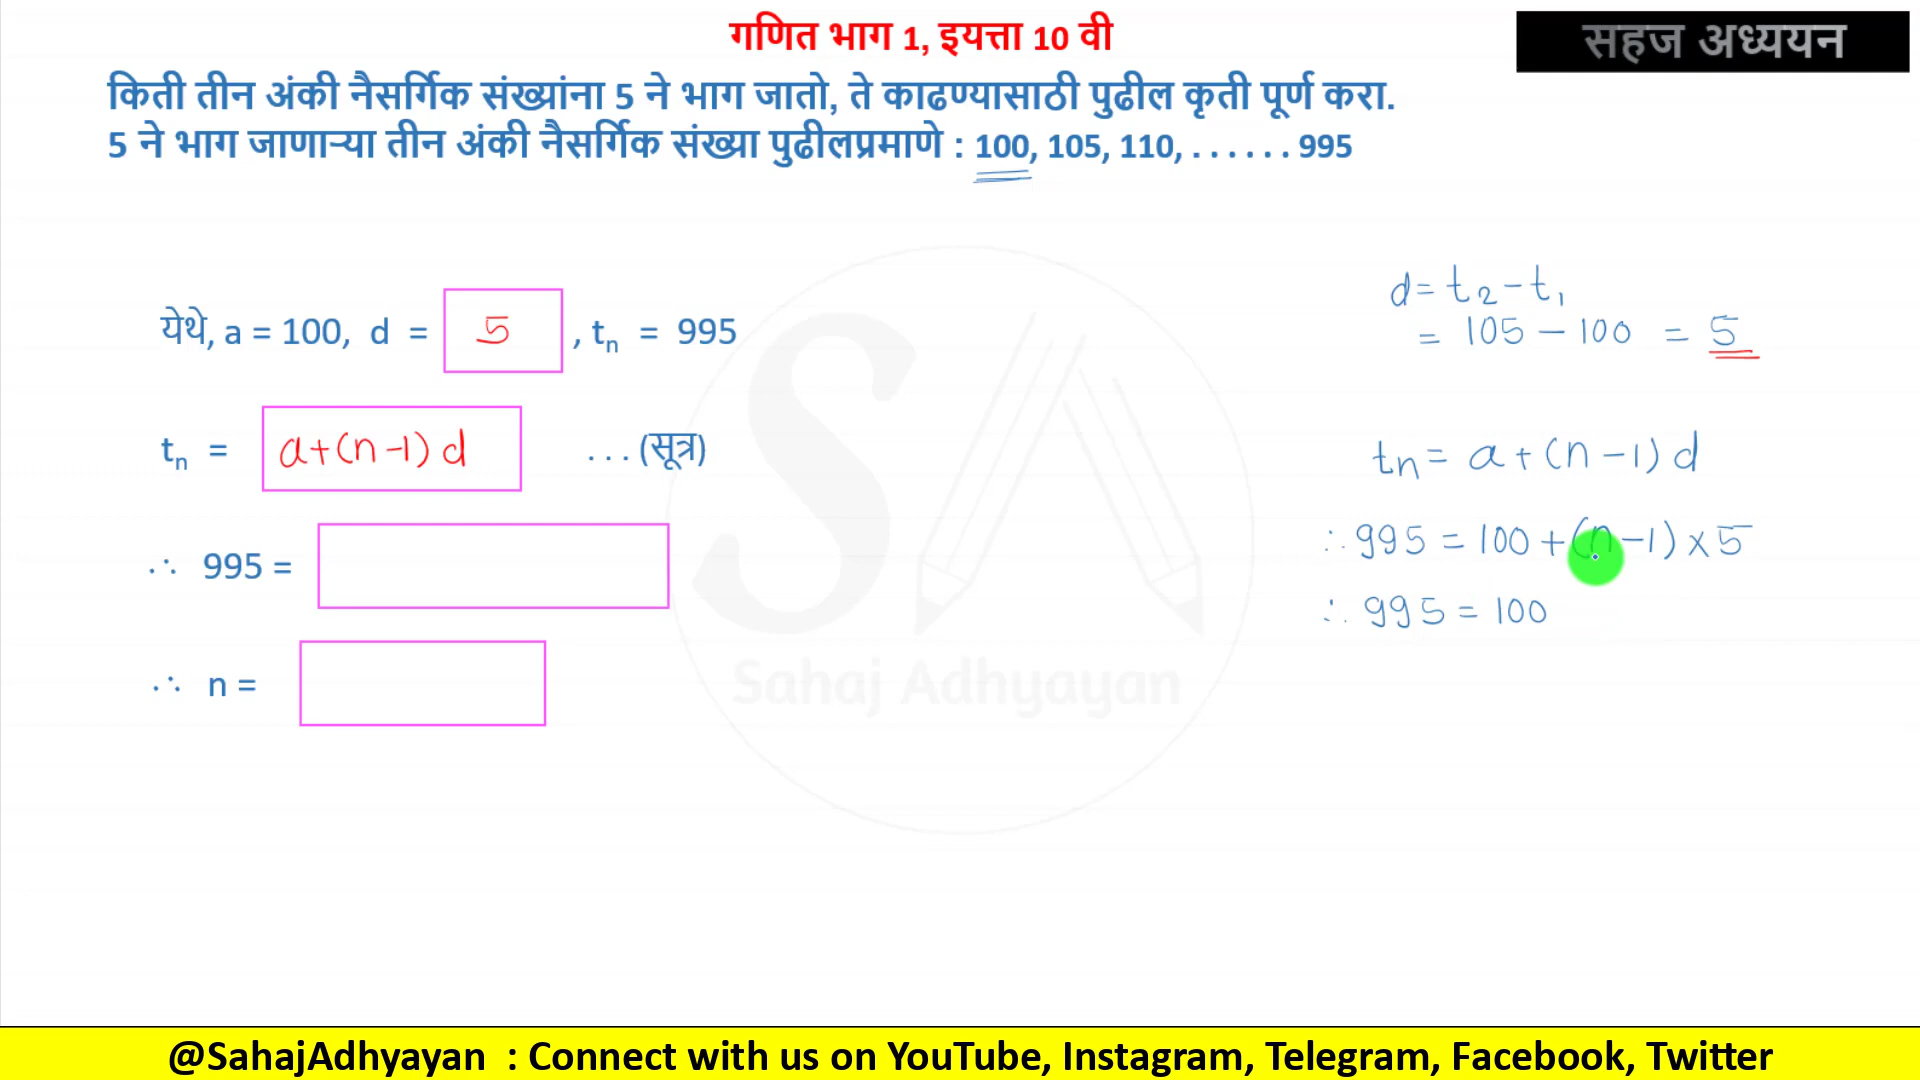 गणित भाग 1, इयत्ता 10 वी
सहज अध्ययन
किती तीन अंकी नैसर्गिक संख्यांना 5 ने भाग जातो, ते काढण्यासाठी पुढील कृती पूर्ण करा.
5 ने भाग जाणाऱ्या तीन अंकी नैसर्गिक संख्या पुढीलप्रमाणे : 100, 105, 110, . . . . . . 995
येथे, a = 100, d = 5 , tn = 995
tn = a+(n-1) d . . . (सूत्र)
∴ 995 =
∴ n =
d = t2 - t1
= 105 - 100 = 5
tn = a + (n - 1) d
∴ 995 = 100 + (n - 1) × 5
∴ 995 = 100
Sahaj Adhyayan
@SahajAdhyayan : Connect with us on YouTube, Instagram, Telegram, Facebook, Twitter